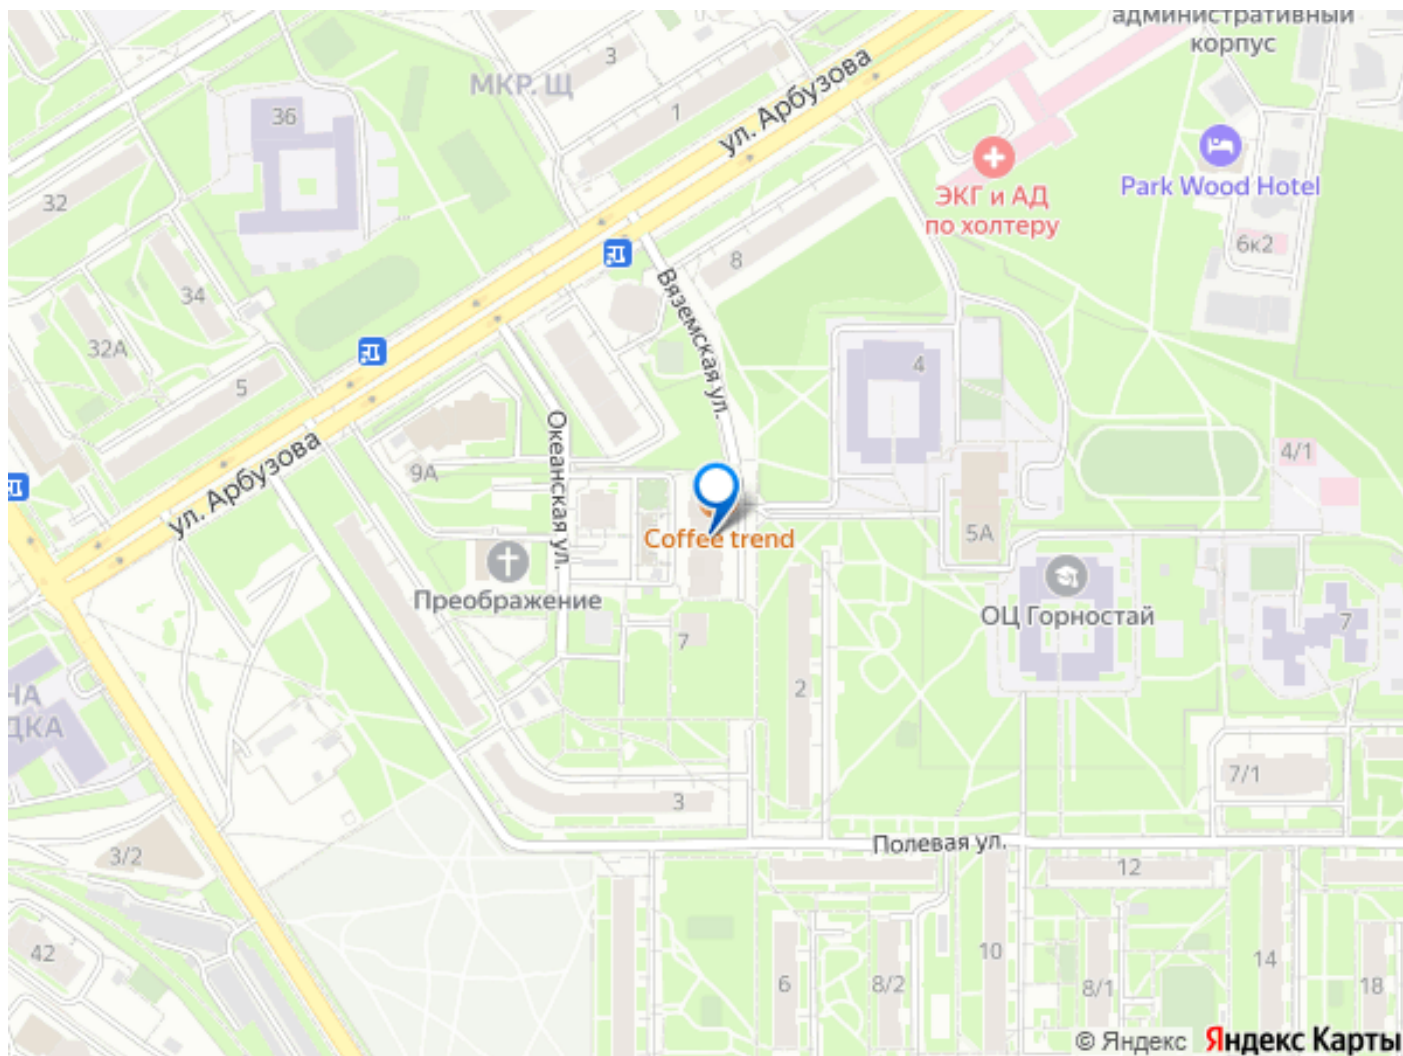 административный
корпус
3
МКР. Щ
36
1
ул. Арбузова
ЭКГ и АД
по холтеру
Park Wood Hotel
32
8
6к2
34
Вяземская ул.
32А
5
4
Океанская ул.
ул. Арбузова
9А
4/1
Coffee trend
5А
Преображение
ОЦ Горностай
7
7
2
НА
ДКА
7/1
3
3/2
Полевая ул.
12
42
6
8/2
10
8/1
14
18
© Яндекс Яндекс Карты